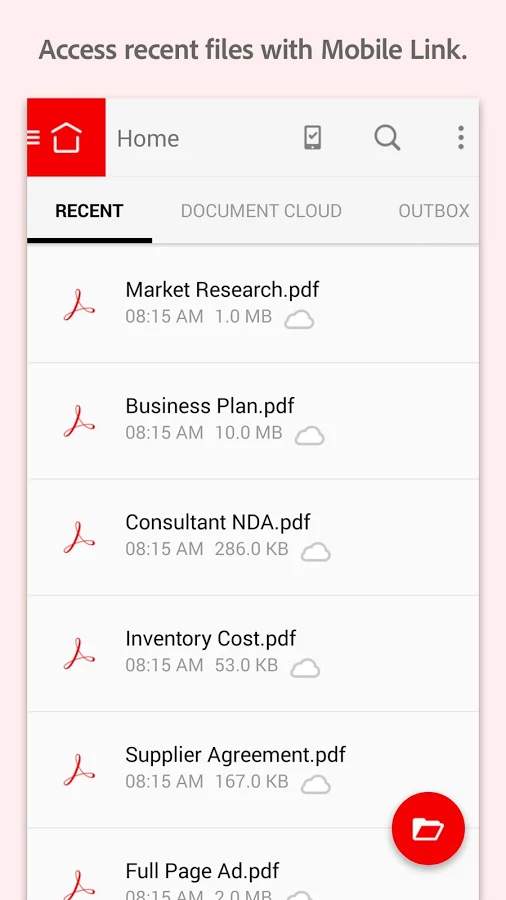 Access recent files with Mobile Link.
Home
RECENT DOCUMENT CLOUD OUTBOX
Market Research.pdf
08:15 AM 1.0 MB
Business Plan.pdf
08:15 AM 10.0 MB
Consultant NDA.pdf
08:15 AM 286.0 KB
Inventory Cost.pdf
08:15 AM 53.0 KB
Supplier Agreement.pdf
08:15 AM 167.0 KB
Full Page Ad.pdf
08:15 AM 2.0 MB